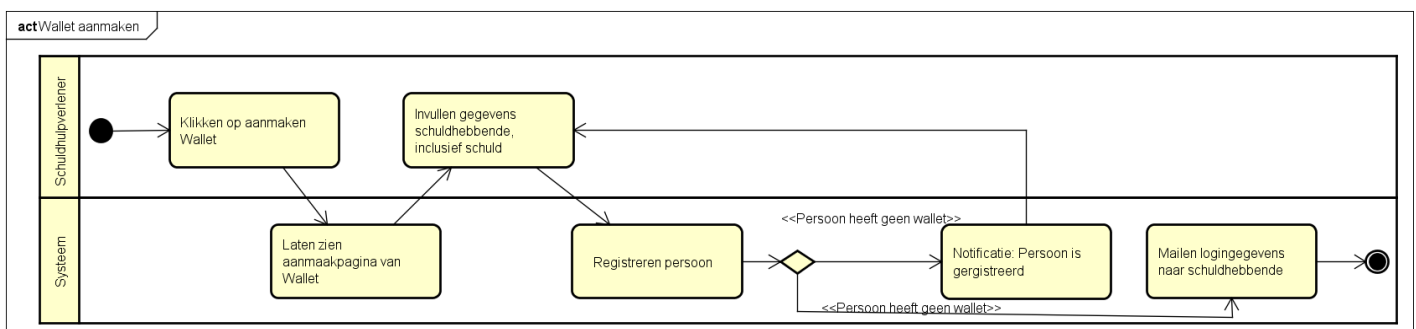 act Wallet aanmaken
Schuldhulpverlener
Klikken op aanmaken
Wallet
Invullen gegevens
schuldhebbende,
inclusief schuld
Systeem
Laten zien
aanmaakpagina van
Wallet
Registreren persoon
<<Persoon heeft geen wallet>>
Notificatie: Persoon is
gergistreerd
<<Persoon heeft geen wallet>>
Mailen logingegevens
naar schuldhebbende